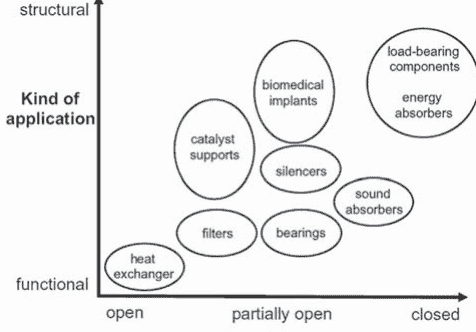 structural
Kind of
application
functional
load-bearing
components
energy
absorbers
biomedical
implants
catalyst
supports
silencers
sound
absorbers
filters
bearings
heat
exchanger
open
partially open
closed